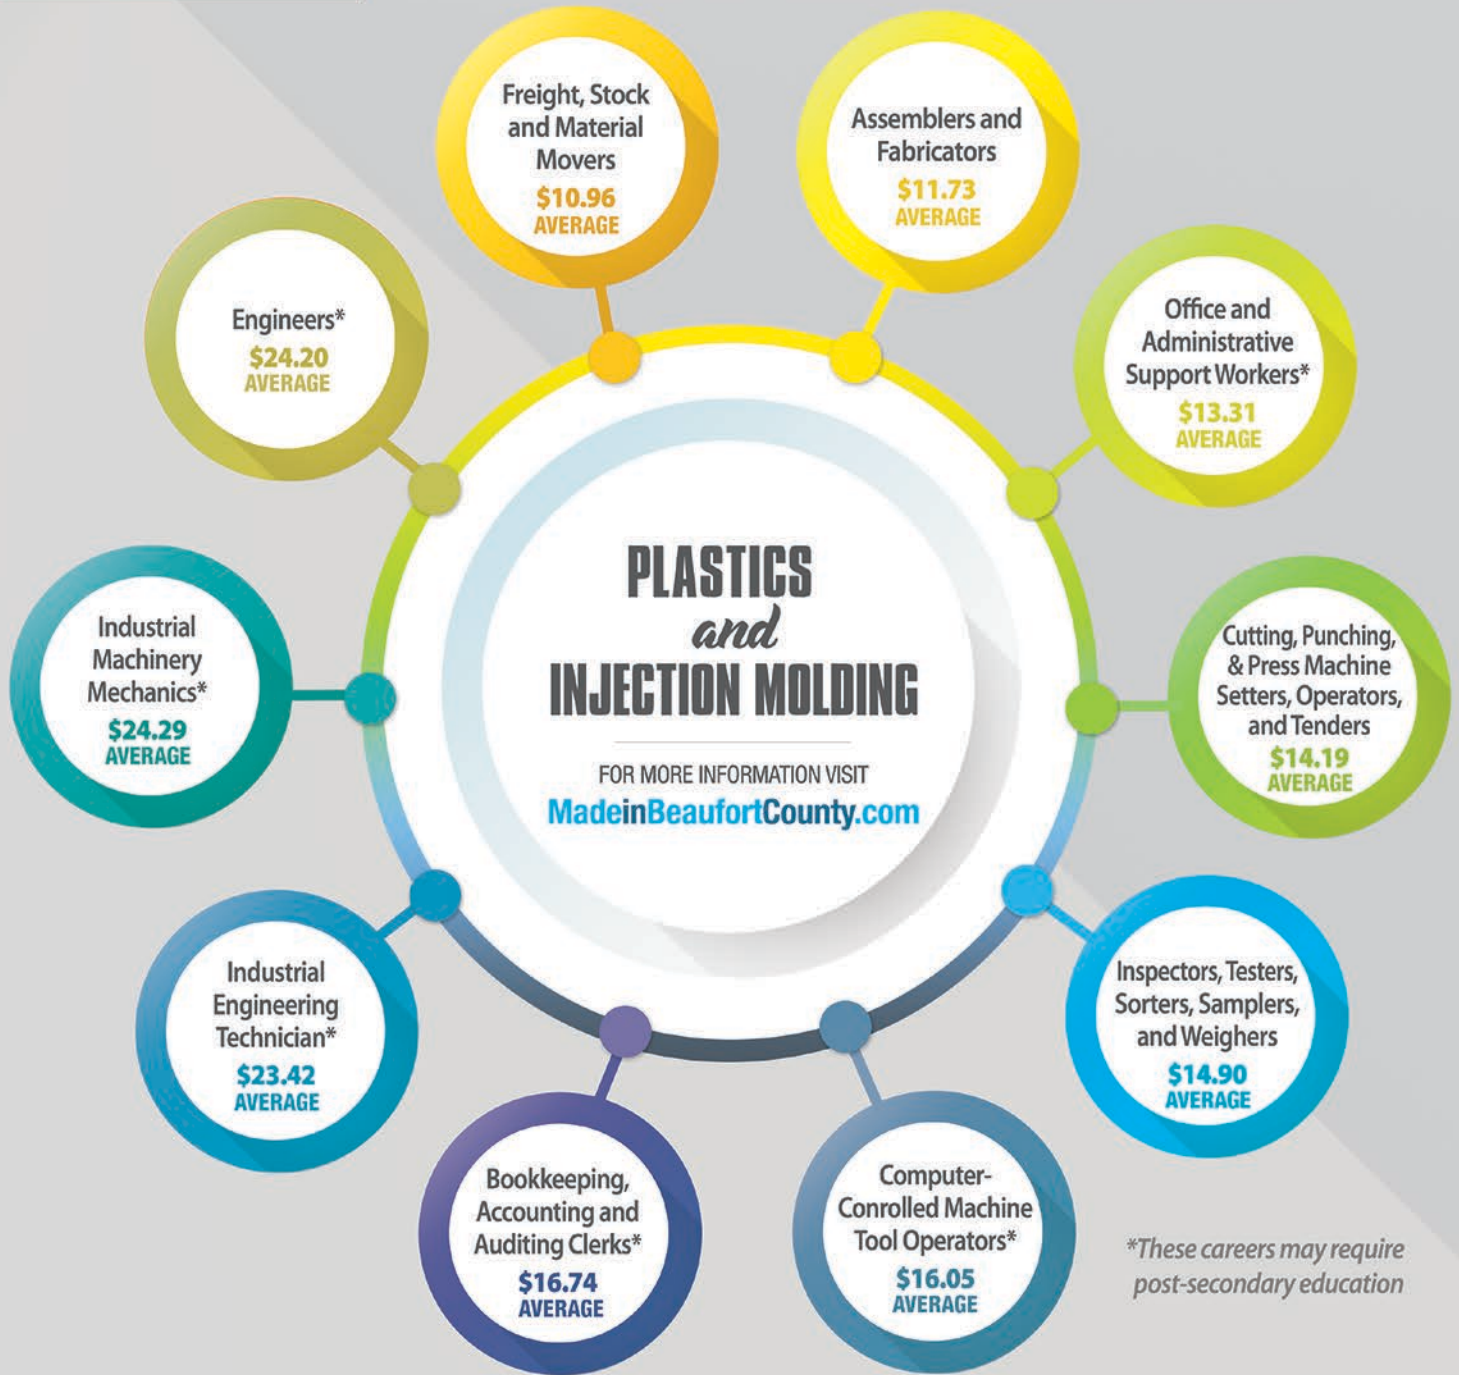 Freight, Stock
and Material
Movers
$10.96
AVERAGE
Assemblers and
Fabricators
$11.73
AVERAGE
Office and
Administrative
Support Workers*
$13.31
AVERAGE
Cutting, Punching,
& Press Machine
Setters, Operators,
and Tenders
$14.19
AVERAGE
Inspectors, Testers,
Sorters, Samplers,
and Weighers
$14.90
AVERAGE
Computer-
Conrolled Machine
Tool Operators*
$16.05
AVERAGE
Bookkeeping,
Accounting and
Auditing Clerks*
$16.74
AVERAGE
Industrial
Engineering
Technician*
$23.42
AVERAGE
Industrial
Machinery
Mechanics*
$24.29
AVERAGE
Engineers*
$24.20
AVERAGE
PLASTICS
and
INJECTION MOLDING
FOR MORE INFORMATION VISIT
MadeinBeaufortCounty.com
*These careers may require
post-secondary education